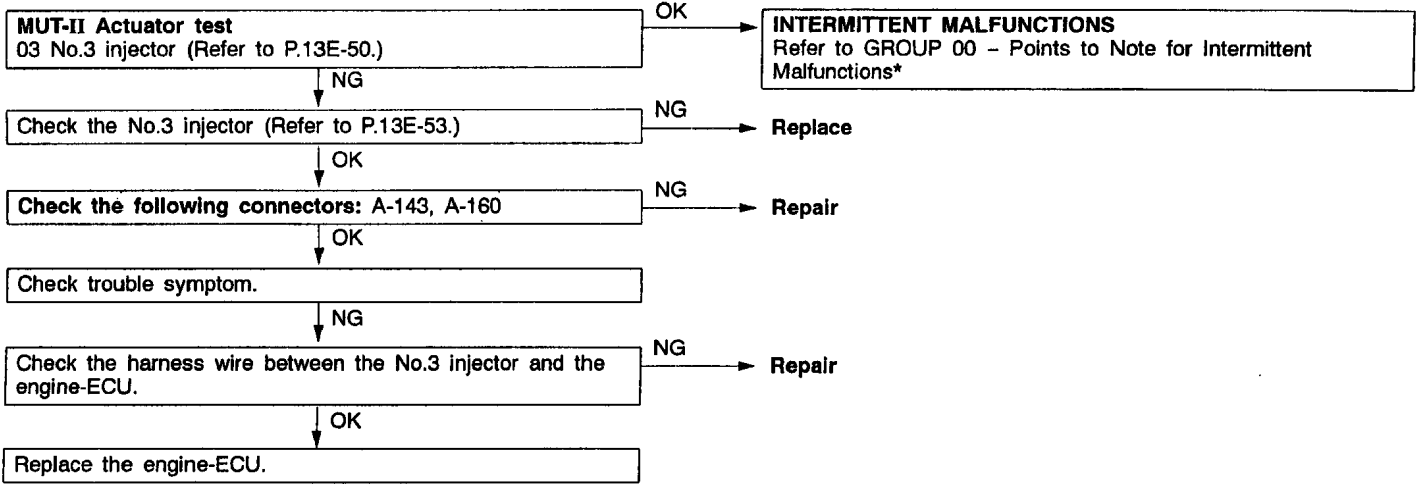 MUT-II Actuator test
03 No.3 injector (Refer to P.13E-50.)
OK
INTERMITTENT MALFUNCTIONS
Refer to GROUP 00 – Points to Note for Intermittent
Malfunctions*
NG
Check the No.3 injector (Refer to P.13E-53.)
NG
Replace
OK
Check the following connectors: A-143, A-160
NG
Repair
OK
Check trouble symptom.
NG
Check the harness wire between the No.3 injector and the
engine-ECU.
NG
Repair
OK
Replace the engine-ECU.